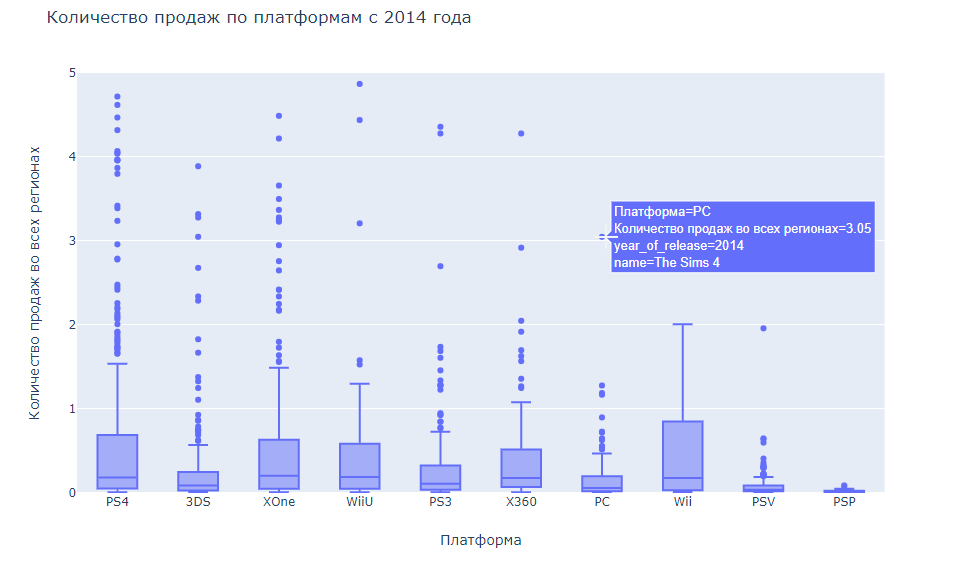 Количество продаж по платформам с 2014 года
Количество продаж во всех регионах
5
4
3
2
1
0
Платформа=PC
Количество продаж во всех регионах=3.05
year_of_release=2014
name=The Sims 4
PS4 3DS XOne WiiU PS3 X360 PC Wii PSV PSP
Платформа